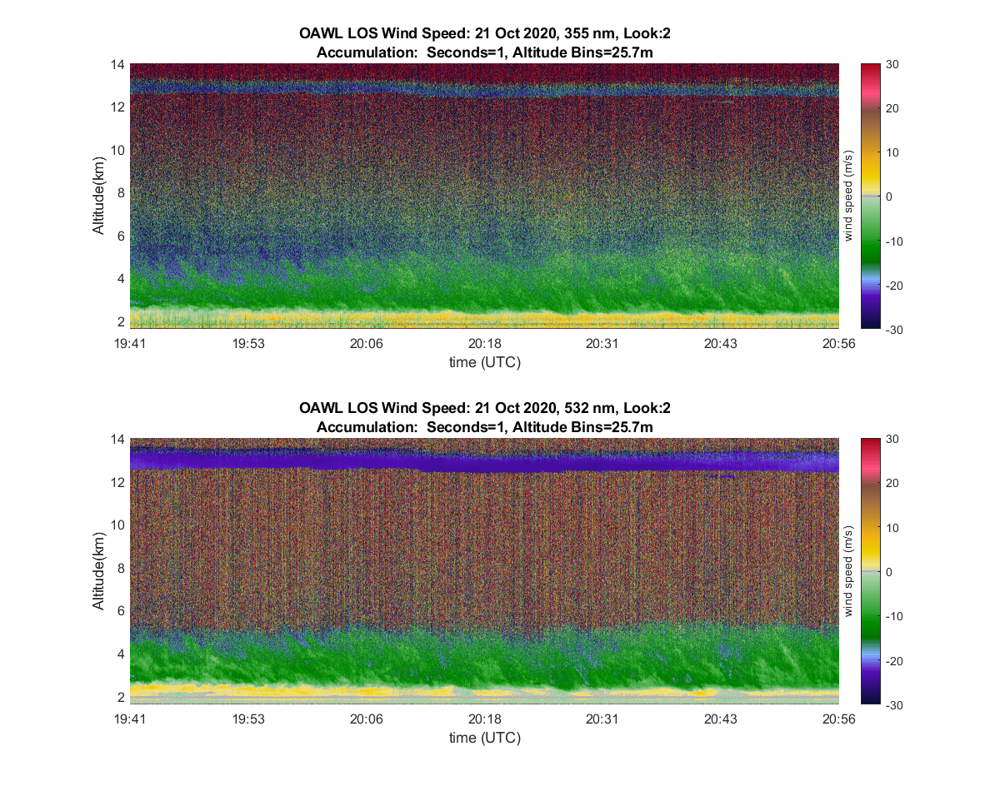 OAWL LOS Wind Speed: 21 Oct 2020, 355 nm, Look:2
Accumulation:  Seconds=1, Altitude Bins=25.7m
14
12
10
8
6
4
2
Altitude(km)
19:41 19:53 20:06 20:18 20:31 20:43 20:56
time (UTC)
30
20
10
0
-10
-20
-30
wind speed (m/s)
OAWL LOS Wind Speed: 21 Oct 2020, 532 nm, Look:2
Accumulation:  Seconds=1, Altitude Bins=25.7m
14
12
10
8
6
4
2
Altitude(km)
19:41 19:53 20:06 20:18 20:31 20:43 20:56
time (UTC)
30
20
10
0
-10
-20
-30
wind speed (m/s)